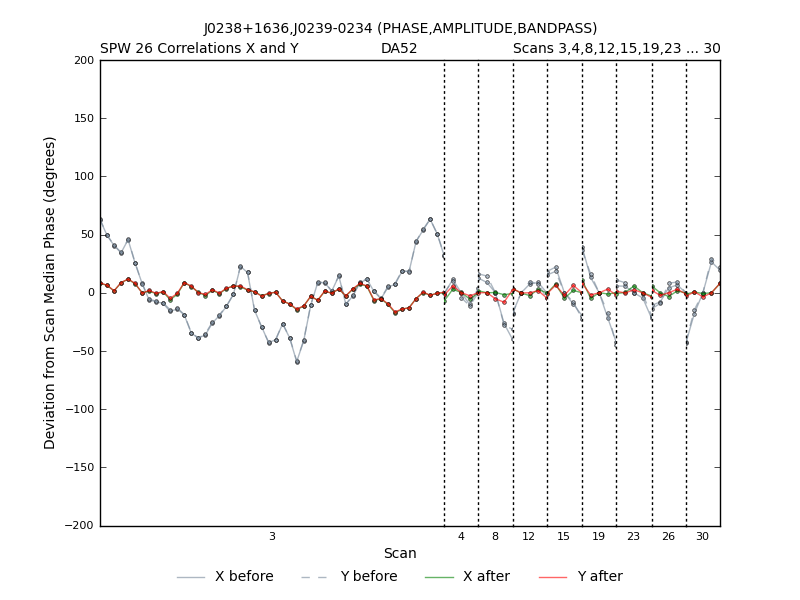 J0238+1636,J0239-0234 (PHASE,AMPLITUDE,BANDPASS)
SPW 26 Correlations X and Y DA52 Scans 3,4,8,12,15,19,23 ... 30
200
150
100
50
0
−50
−100
−150
−200
Deviation from Scan Median Phase (degrees)
3 4 8 12 15 19 23 26 30
Scan
X before Y before X after Y after